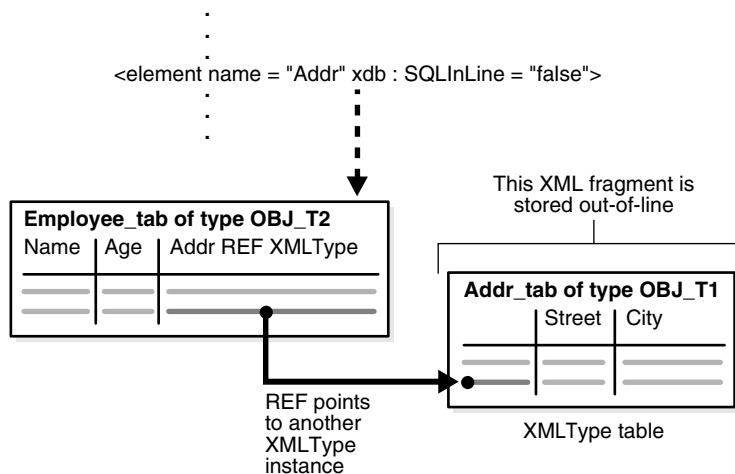 <element name = "Addr" xdb : SQLInLine = "false">
This XML fragment is
stored out-of-line
Employee_tab of type OBJ_T2
Name Age Addr REF XMLType
Addr_tab of type OBJ_T1
Street City
REF points
to another
XMLType
instance
XMLType table